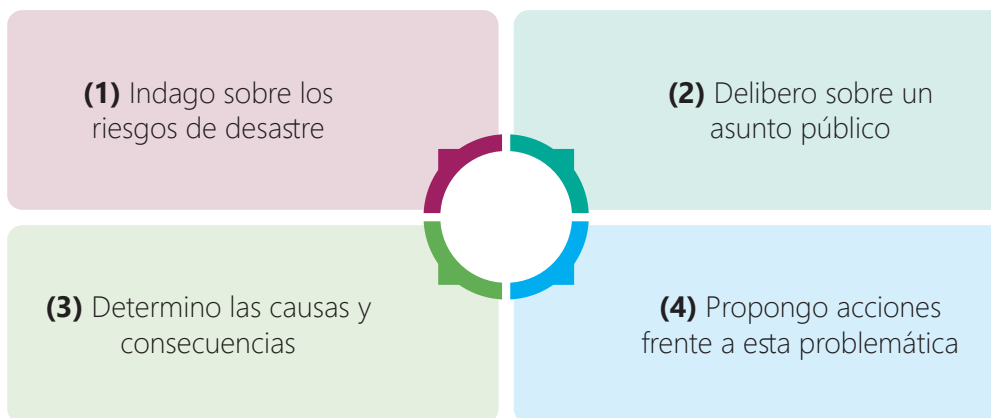 (1) Indago sobre los
riesgos de desastre
(2) Delibero sobre un
asunto público
(3) Determino las causas y
consecuencias
(4) Propongo acciones
frente a esta problemática